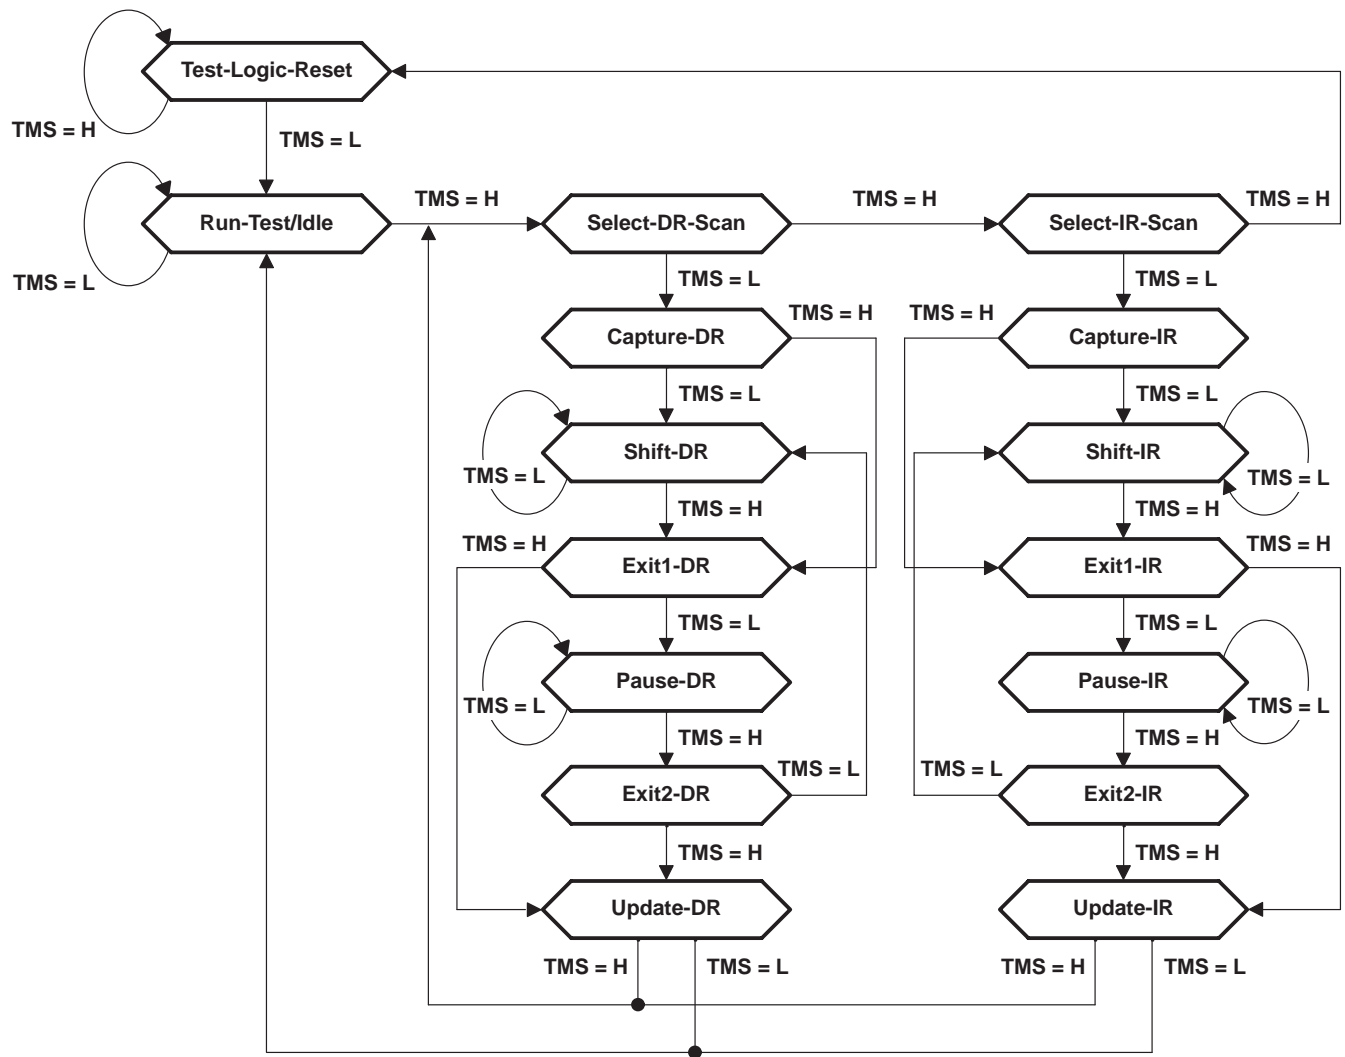 Test-Logic-Reset
TMS = H
TMS = L
TMS = H
TMS = H
TMS = H
Run-Test/Idle
Select-DR-Scan
Select-IR-Scan
TMS = L
TMS = L
TMS = L
TMS = H
TMS = H
Capture-DR
Capture-IR
TMS = L
TMS = L
Shift-DR
Shift-IR
TMS = L
TMS = L
TMS = H
TMS = H
TMS = H
TMS = H
Exit1-DR
Exit1-IR
TMS = L
TMS = L
Pause-DR
Pause-IR
TMS = L
TMS = L
TMS = H
TMS = H
TMS = L
TMS = L
Exit2-DR
Exit2-IR
TMS = H
TMS = H
Update-DR
Update-IR
TMS = H
TMS = L
TMS = H
TMS = L